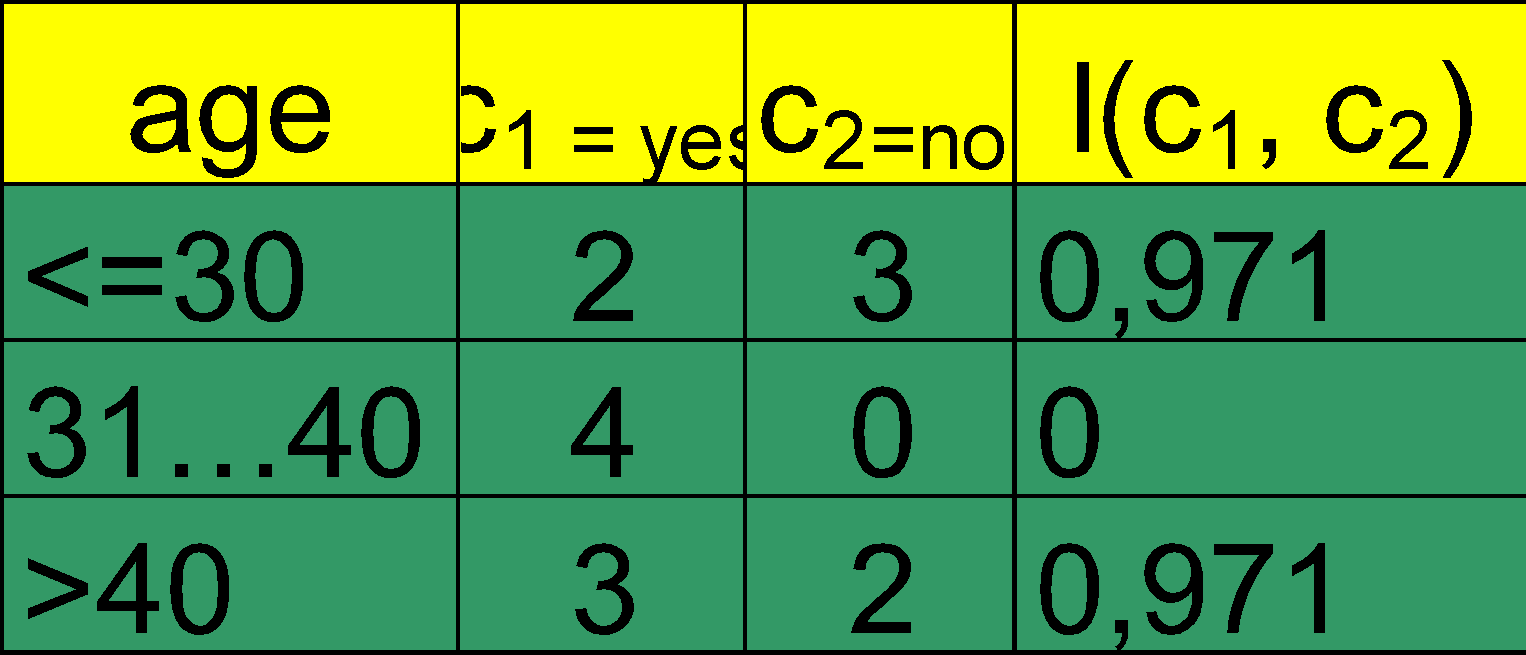 age c₁ = yes c₂=no I(c₁, c₂)
<=30 2 3 0,971
31...40 4 0 0
>40 3 2 0,971